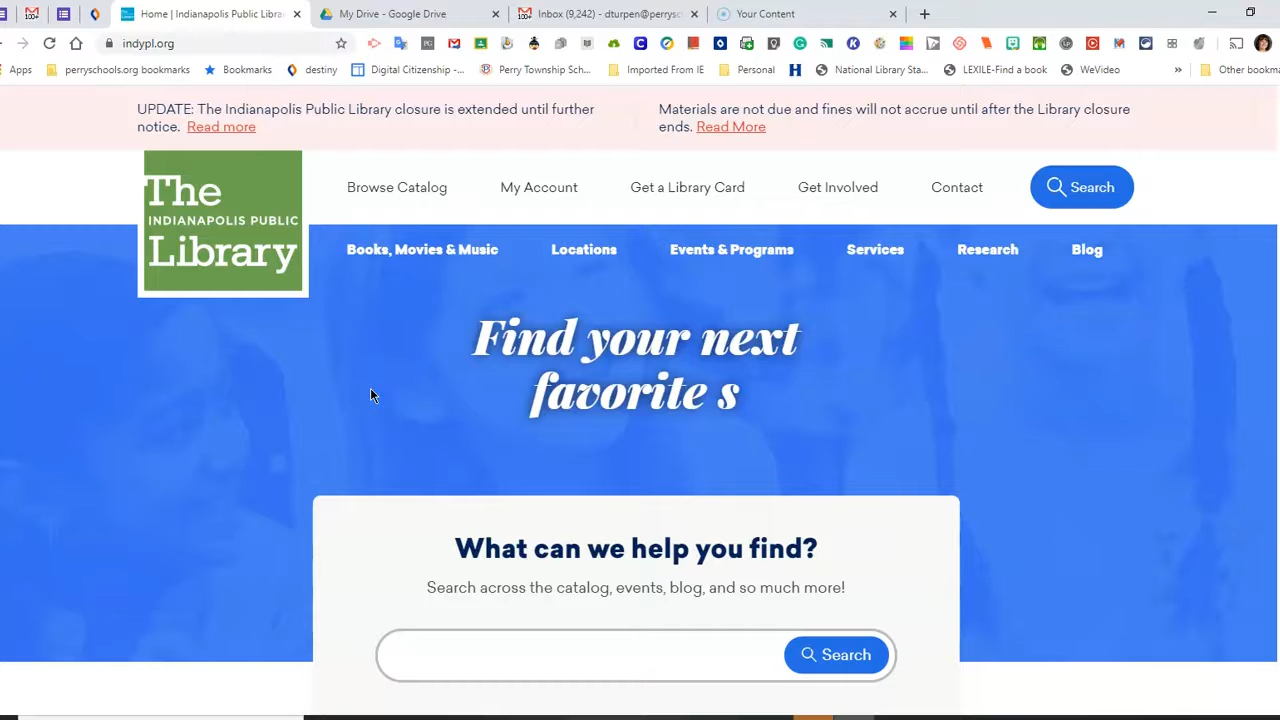 Home | Indianapolis Public Libra
My Drive - Google Drive
Inbox (9,242) - dturpen@perrysc
Your Content
indypl.org
Apps
perryschools.org bookmarks
Bookmarks
destiny
Digital Citizenship -...
Perry Township Sch...
Imported From IE
Personal
National Library Sta...
LEXILE-Find a book
WeVideo
»
Other bookma
UPDATE: The Indianapolis Public Library closure is extended until further
notice. Read more
Materials are not due and fines will not accrue until after the Library closure
ends. Read More
The
INDIANAPOLIS PUBLIC
Library
Browse Catalog
My Account
Get a Library Card
Get Involved
Contact
Search
Books, Movies & Music
Locations
Events & Programs
Services
Research
Blog
Find your next
favorite s
What can we help you find?
Search across the catalog, events, blog, and so much more!
Search